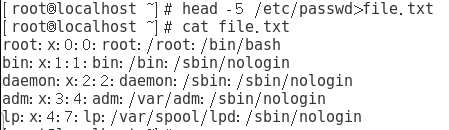 [root@localhost ~]# head -5 /etc/passwd>file.txt
[root@localhost ~]# cat file.txt
root:x:0:0:root:/root:/bin/bash
bin:x:1:1:bin:/bin:/sbin/nologin
daemon:x:2:2:daemon:/sbin:/sbin/nologin
adm:x:3:4:adm:/var/adm:/sbin/nologin
lp:x:4:7:lp:/var/spool/lpd:/sbin/nologin